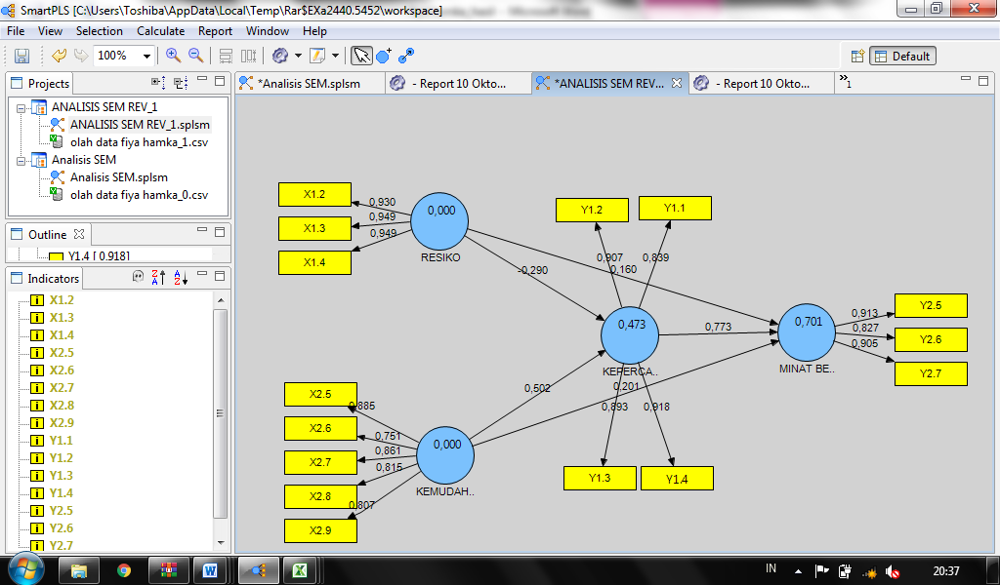 SmartPLS [C:\Users\Toshiba\AppData\Local\Temp\Rar$EXa2440.5452\workspace]
File View Selection Calculate Report Window Help
100%
Default
Projects
ANALISIS SEM REV_1
ANALISIS SEM REV_1.splsm
olah data fiya hamka_1.csv
Analisis SEM
Analisis SEM.splsm
olah data fiya hamka_0.csv
Outline
Y1.4 [ 0.918]
Indicators
X1.2
X1.3
X1.4
X2.5
X2.6
X2.7
X2.8
X2.9
Y1.1
Y1.2
Y1.3
Y1.4
Y2.5
Y2.6
Y2.7
*Analisis SEM.splsm
- Report 10 Okto...
*ANALISIS SEM REV...
- Report 10 Okto...
1
X1.2
X1.3
X1.4
0,930
0,949
0,949
0,000
RESIKO
Y1.2
Y1.1
0,907
0,839
0,160
-0,290
0,473
KEPERCA..
0,773
0,701
MINAT BE..
0,913
0,827
0,905
Y2.5
Y2.6
Y2.7
0,502
0,201
0,893
0,918
Y1.3
Y1.4
X2.5
X2.6
X2.7
X2.8
X2.9
0,885
0,751
0,861
0,815
0,807
0,000
KEMUDAH..
IN
20:37